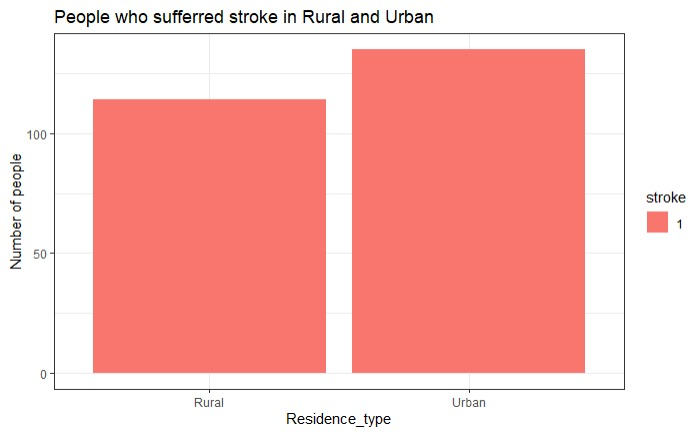 People who sufferred stroke in Rural and Urban
Number of people
100
50
0
Rural
Urban
Residence_type
stroke
1